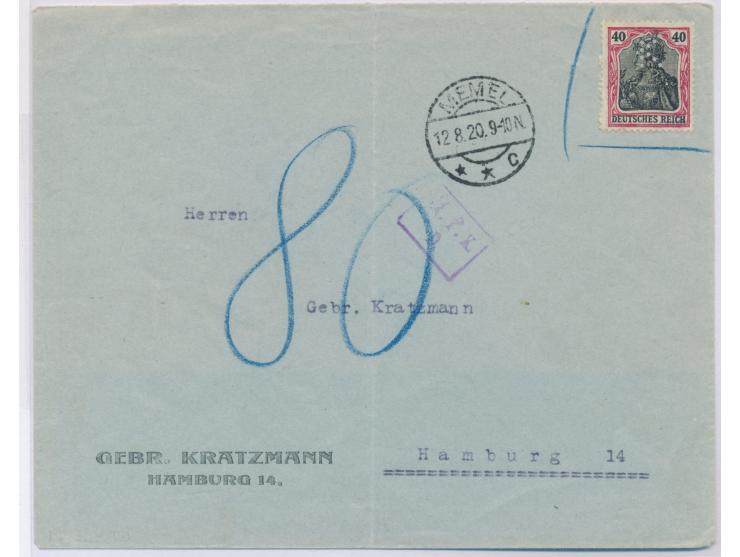 40 40
DEUTSCHES REICH
MEMEL
12 8.20.9-10N.
* * C
Herren
80
Gebr. Kratzmann
GEBR. KRATZMANN
HAMBURG 14.
Hamburg 14